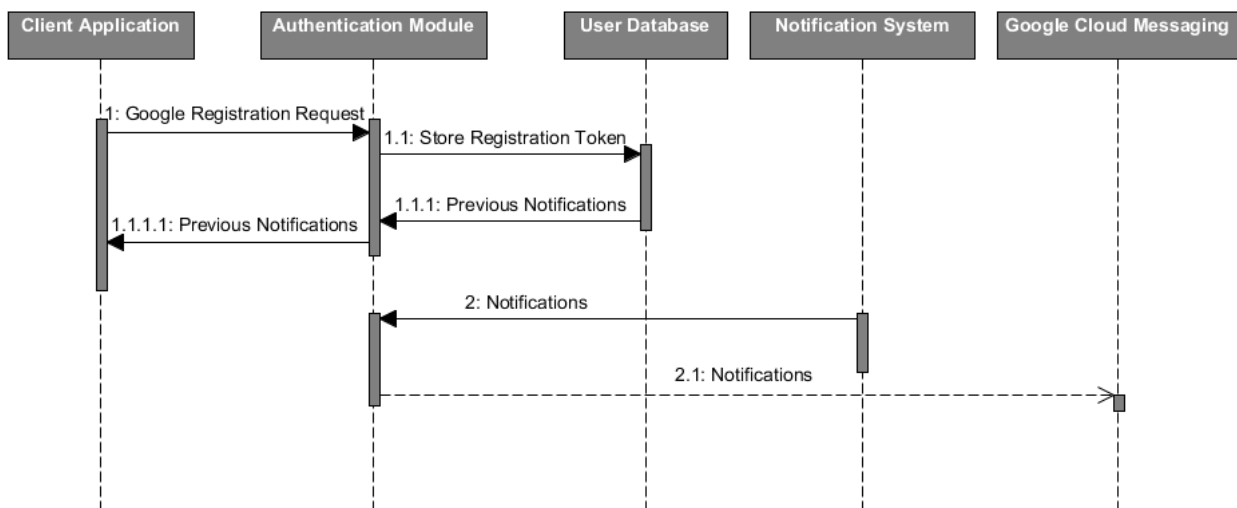 Client Application
Authentication Module
User Database
Notification System
Google Cloud Messaging
1: Google Registration Request
1.1: Store Registration Token
1.1.1: Previous Notifications
1.1.1.1: Previous Notifications
2: Notifications
2.1: Notifications